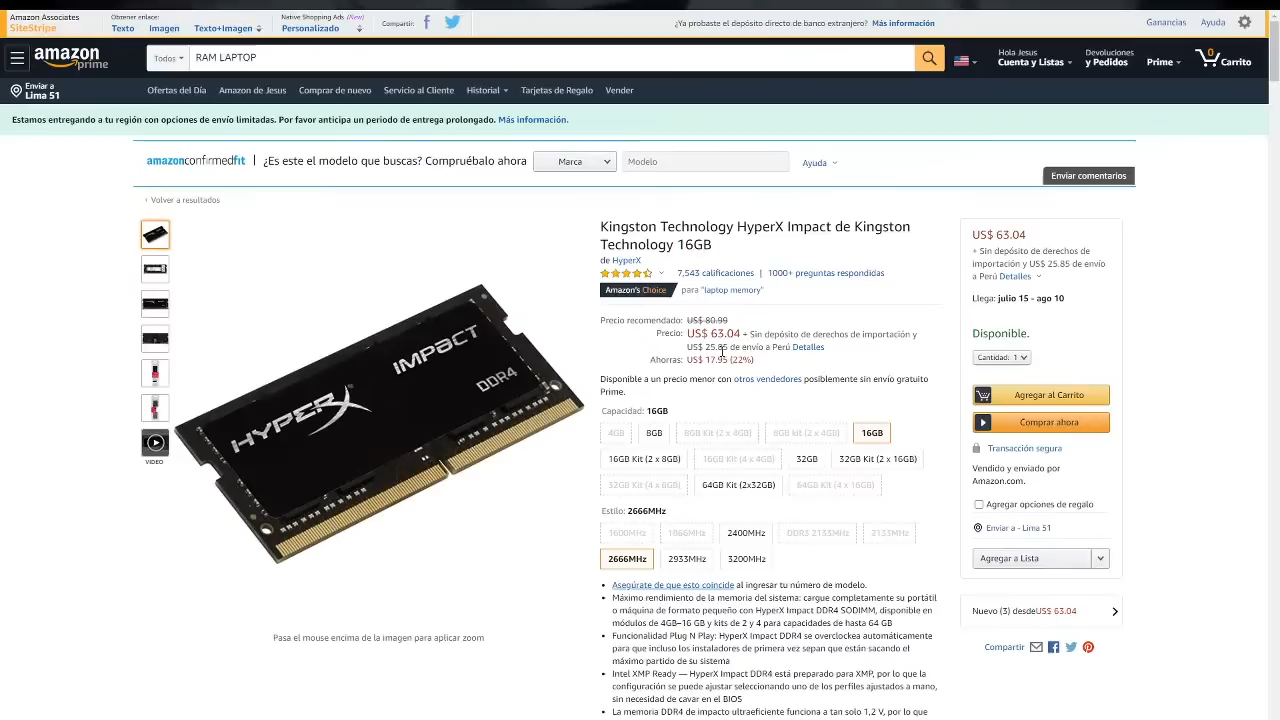 Amazon Associates
SiteStripe
Obtener enlace:
Texto Imagen Texto+Imagen
Native Shopping Ads (New)
Personalizado
Compartir:
¿Ya probaste el depósito directo de banco extranjero? Más información
Ganancias Ayuda
amazon prime
Todos RAM LAPTOP
Hola Jesus
Cuenta y Listas
Devoluciones
y Pedidos
Prime
0
Carrito
Enviar a
Lima 51
Ofertas del Día Amazon de Jesus Comprar de nuevo Servicio al Cliente Historial Tarjetas de Regalo Vender
Estamos entregando a tu región con opciones de envío limitadas. Por favor anticipa un periodo de entrega prolongado. Más información.
amazonconfirmedfit | ¿Es este el modelo que buscas? Compruébalo ahora Marca Modelo Ayuda
Enviar comentarios
‹ Volver a resultados
VIDEO
HYPERX IMPACT DDR4
Pasa el mouse encima de la imagen para aplicar zoom
Kingston Technology HyperX Impact de Kingston
Technology 16GB
de HyperX
7,543 calificaciones | 1000+ preguntas respondidas
Amazon's Choice para "laptop memory"
Precio recomendado: US$ 80.99
Precio: US$ 63.04 + Sin depósito de derechos de importación y
US$ 25.85 de envío a Perú Detalles
Ahorras: US$ 17.95 (22%)
Disponible a un precio menor con otros vendedores posiblemente sin envío gratuito
Prime.
Capacidad: 16GB
4GB 8GB 8GB Kit (2 x 4GB) 8GB kit (2 x 4GB) 16GB
16GB Kit (2 x 8GB) 16GB Kit (4 x 4GB) 32GB 32GB Kit (2 x 16GB)
32GB Kit (4 x 8GB) 64GB Kit (2x32GB) 64GB Kit (4 x 16GB)
Estilo: 2666MHz
1600MHz 1866MHz 2400MHz DDR3 2133MHz 2133MHz
2666MHz 2933MHz 3200MHz
• Asegúrate de que esto coincide al ingresar tu número de modelo.
• Máximo rendimiento de la memoria del sistema: cargue completamente su portátil
o máquina de formato pequeño con HyperX Impact DDR4 SODIMM, disponible en
módulos de 4GB–16 GB y kits de 2 y 4 para capacidades de hasta 64 GB
• Funcionalidad Plug N Play: HyperX Impact DDR4 se overclockea automáticamente
para que incluso los instaladores de primera vez sepan que están sacando el
máximo partido de su sistema
• Intel XMP Ready — HyperX Impact DDR4 está preparado para XMP, por lo que la
configuración se puede ajustar seleccionando uno de los perfiles ajustados a mano,
sin necesidad de cavar en el BIOS
• La memoria DDR4 de impacto ultraeficiente funciona a tan solo 1,2 V, por lo que
US$ 63.04
+ Sin depósito de derechos de
importación y US$ 25.85 de envío
a Perú Detalles
Llega: julio 15 - ago 10
Disponible.
Cantidad: 1
Agregar al Carrito
Comprar ahora
Transacción segura
Vendido y enviado por
Amazon.com.
Agregar opciones de regalo
Enviar a - Lima 51
Agregar a Lista
Nuevo (3) desdeUS$ 63.04
Compartir